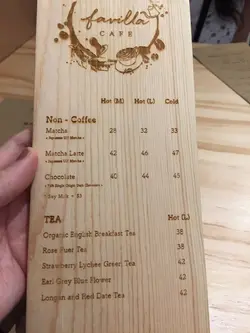 favilla
CAFE
Hot (M) Hot (L) Cold
Non - Coffee
Matcha 28 32 33
Matcha Latte 42 46 47
Chocolate 40 44 45
TEA Hot (L)
Organic English Breakfast Tea 38
Rose Puer Tea 38
Strawberry Lychee Green Tea 42
Earl Grey Blue Flower 42
Longan and Red Date Tea 42